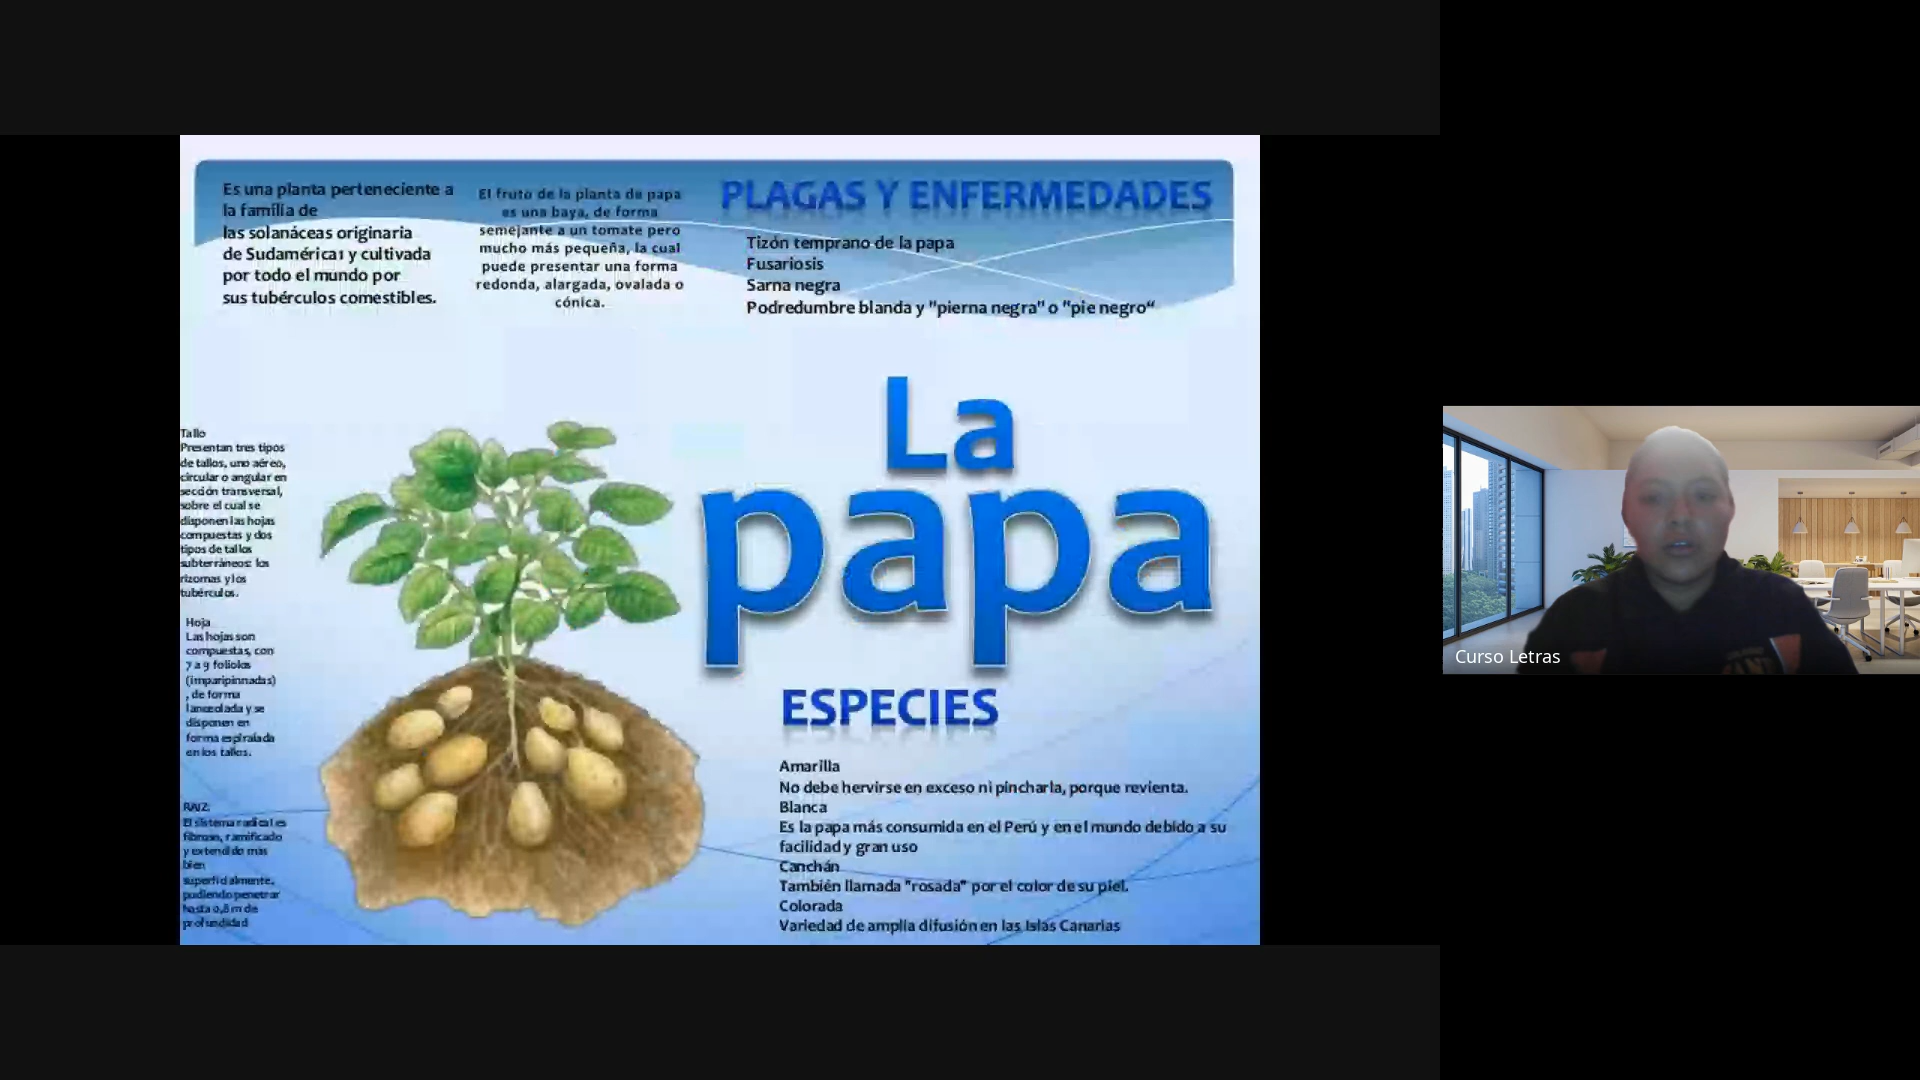 Es una planta perteneciente a
la familia de
las solanáceas originaria
de Sudamérica1 y cultivada
por todo el mundo por
sus tubérculos comestibles.
El fruto de la planta de papa
es una baya, de forma
semejante a un tomate pero
mucho más pequeña, la cual
puede presentar una forma
redonda, alargada, ovalada o
cónica.
PLAGAS Y ENFERMEDADES
Tizón temprano de la papa
Fusariosis
Sarna negra
Podredumbre blanda y "pierna negra" o "pie negro“
La
papa
Tallo
Presentan tres tipos
de tallos, uno aéreo,
circular o angular en
sección transversal,
sobre el cual se
disponen las hojas
compuestas y dos
tipos de tallos
subterráneos: los
rizomas y los
tubérculos.
Hoja
Las hojas son
compuestas, con
7 a 9 foliolos
(imparipinnadas)
, de forma
lanceolada y se
disponen en
forma espiralada
en los tallos.
RAIZ:
El sistema radical es
fibroso, ramificado
y extendido más
bien
superficialmente,
pudiendo penetrar
hasta 0,8 m de
profundidad
ESPECIES
Amarilla
No debe hervirse en exceso ni pincharla, porque revienta.
Blanca
Es la papa más consumida en el Perú y en el mundo debido a su
facilidad y gran uso
Canchán
También llamada "rosada" por el color de su piel.
Colorada
Variedad de amplia difusión en las Islas Canarias
Curso Letras